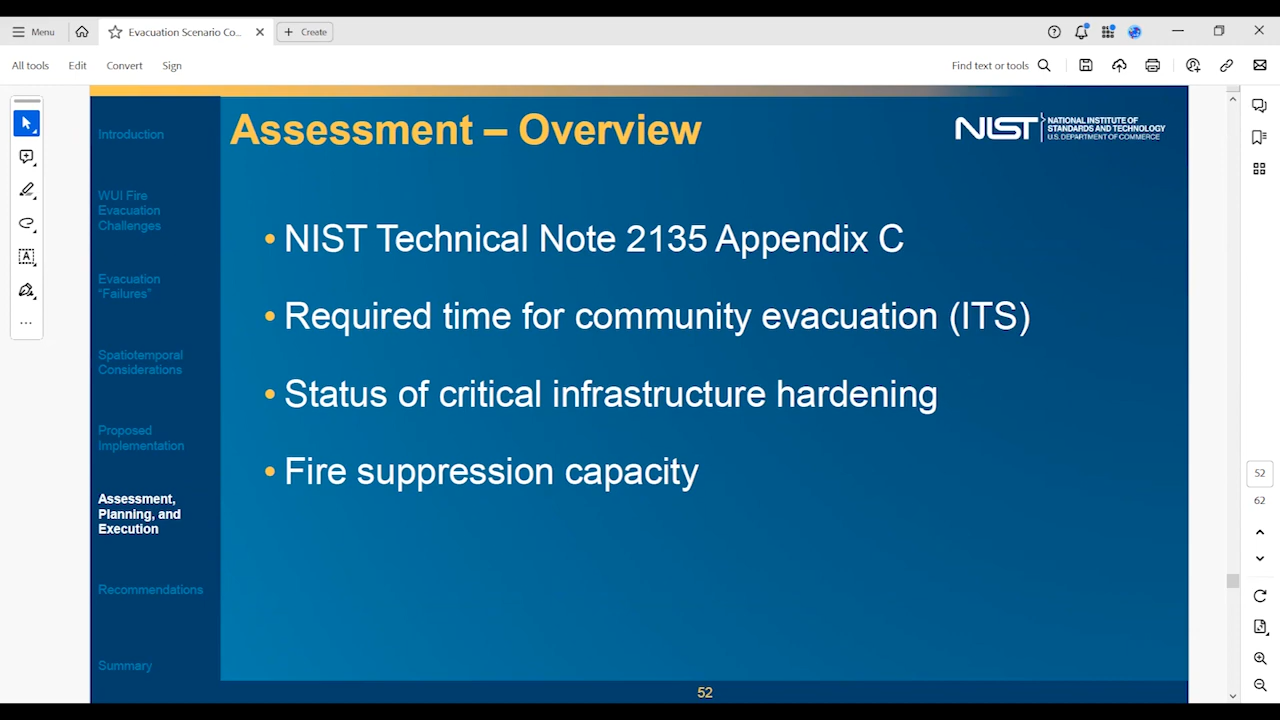 Menu
Evacuation Scenario Co...
Create
All tools
Edit
Convert
Sign
Find text or tools
Introduction
WUI Fire
Evacuation
Challenges
Evacuation
“Failures”
Spatiotemporal
Considerations
Proposed
Implementation
Assessment,
Planning, and
Execution
Recommendations
Summary
Assessment – Overview
NIST
NATIONAL INSTITUTE OF
STANDARDS AND TECHNOLOGY
U.S. DEPARTMENT OF COMMERCE
• NIST Technical Note 2135 Appendix C
• Required time for community evacuation (ITS)
• Status of critical infrastructure hardening
• Fire suppression capacity
52
52
62